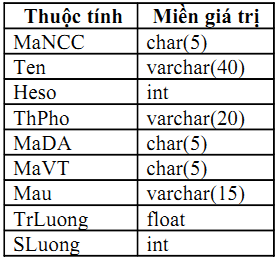 Thuộc tính Miền giá trị
MaNCC char(5)
Ten varchar(40)
Heso int
ThPho varchar(20)
MaDA char(5)
MaVT char(5)
Mau varchar(15)
TrLuong float
SLuong int